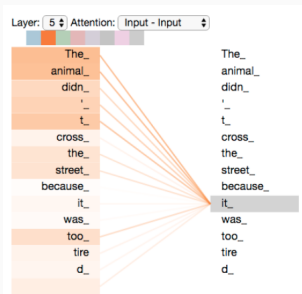 Layer: 5 Attention: Input - Input
The_ The_
animal_ animal_
didn_ didn_
'_ '_
t_ t_
cross_ cross_
the_ the_
street_ street_
because_ because_
it_ it_
was_ was_
too_ too_
tire tire
d_ d_